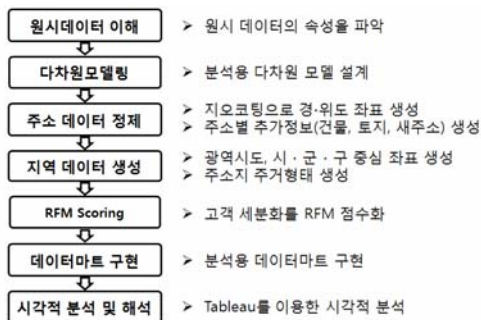 원시데이터 이해
➢ 원시 데이터의 속성을 파악
다차원모델링
➢ 분석용 다차원 모델 설계
주소 데이터 정제
➢ 지오코팅으로 경·위도 좌표 생성
➢ 주소별 추가정보(건물, 토지, 새주소) 생성
지역 데이터 생성
➢ 광역시도, 시·군·구 중심 좌표 생성
➢ 주소지 주거형태 생성
RFM Scoring
➢ 고객 세분화를 RFM 점수화
데이터마트 구현
➢ 분석용 데이터마트 구현
시각적 분석 및 해석
➢ Tableau를 이용한 시각적 분석